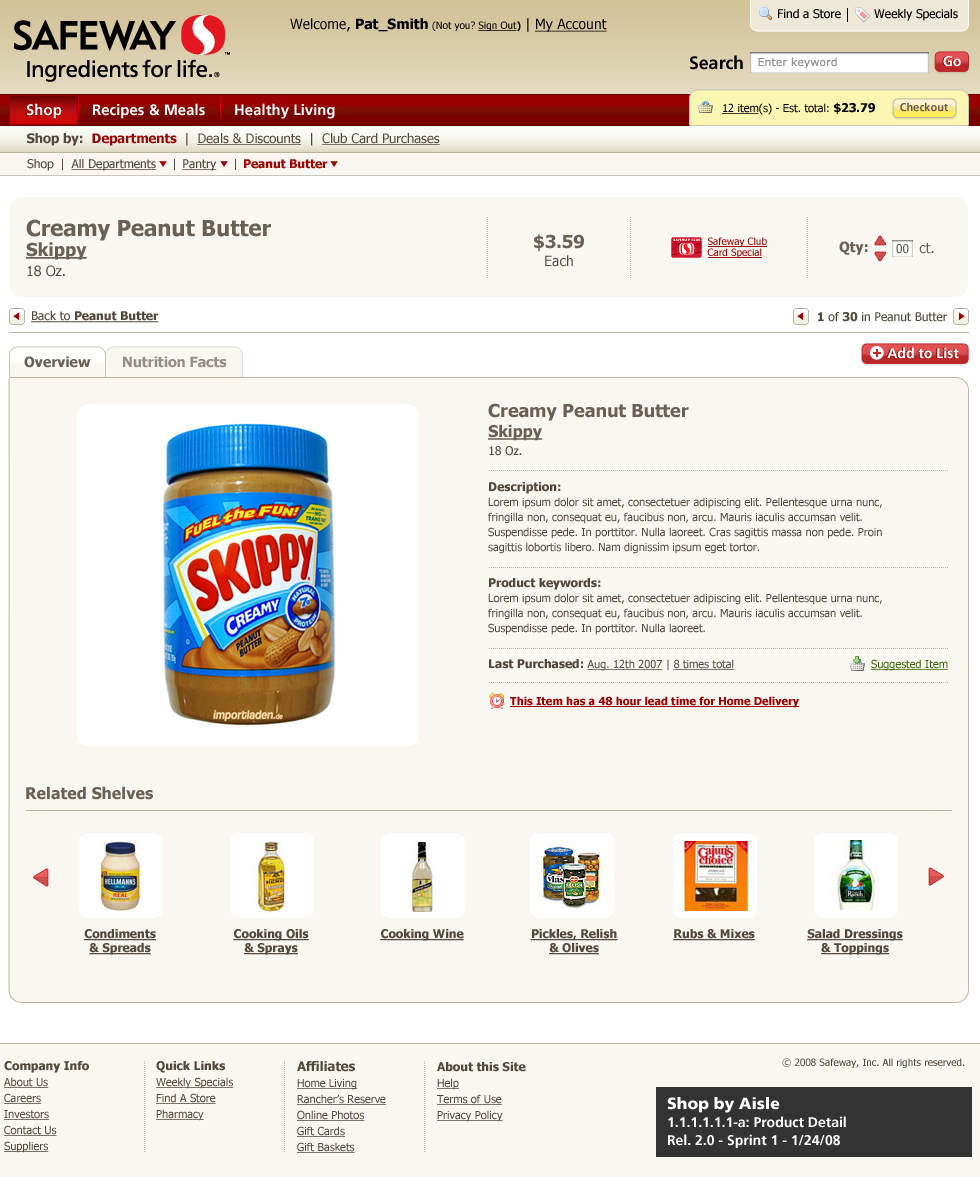 SAFEWAY
Ingredients for life.®
Welcome, Pat_Smith (Not you? Sign Out) | My Account
Find a Store | Weekly Specials
Search Enter keyword Go
Shop Recipes & Meals Healthy Living
12 item(s) - Est. total: $23.79 Checkout
Shop by: Departments | Deals & Discounts | Club Card Purchases
Shop | All Departments | Pantry | Peanut Butter
Creamy Peanut Butter
Skippy
18 Oz.
$3.59
Each
Safeway Club
Card Special
Qty: 00 ct.
Back to Peanut Butter
1 of 30 in Peanut Butter
Overview
Nutrition Facts
Add to List
FUEL the FUN!
SKIPPY
CREAMY
PEANUT
BUTTER
importladen.de
Creamy Peanut Butter
Skippy
18 Oz.
Description:
Lorem ipsum dolor sit amet, consectetuer adipiscing elit. Pellentesque urna nunc,
fringilla non, consequat eu, faucibus non, arcu. Mauris iaculis accumsan velit.
Suspendisse pede. In porttitor. Nulla laoreet. Cras sagittis massa non pede. Proin
sagittis lobortis libero. Nam dignissim ipsum eget tortor.
Product keywords:
Lorem ipsum dolor sit amet, consectetuer adipiscing elit. Pellentesque urna nunc,
fringilla non, consequat eu, faucibus non, arcu. Mauris iaculis accumsan velit.
Suspendisse pede. In porttitor. Nulla laoreet.
Last Purchased: Aug. 12th 2007 | 8 times total
Suggested Item
This Item has a 48 hour lead time for Home Delivery
Related Shelves
HELLMANNS
REAL
Cajun's
choice
RELISH
Ranch
Condiments
& Spreads
Cooking Oils
& Sprays
Cooking Wine
Pickles, Relish
& Olives
Rubs & Mixes
Salad Dressings
& Toppings
Company Info
About Us
Careers
Investors
Contact Us
Suppliers
Quick Links
Weekly Specials
Find A Store
Pharmacy
Affiliates
Home Living
Rancher's Reserve
Online Photos
Gift Cards
Gift Baskets
About this Site
Help
Terms of Use
Privacy Policy
© 2008 Safeway, Inc. All rights reserved.
Shop by Aisle
1.1.1.1.1.1-a: Product Detail
Rel. 2.0 - Sprint 1 - 1/24/08